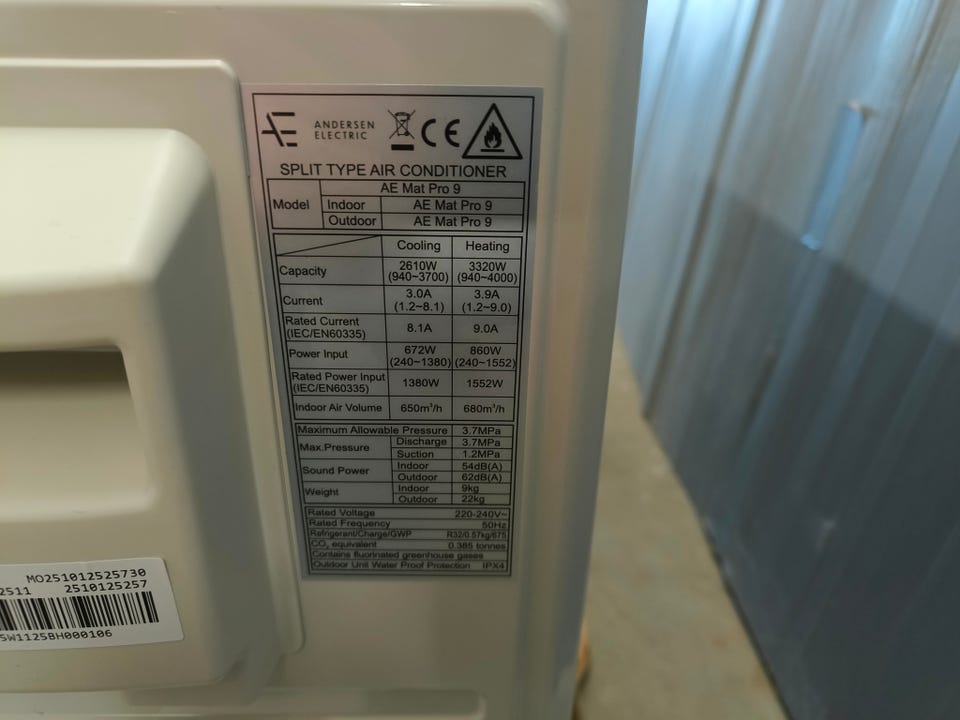 ANDERSEN
ELECTRIC
CE
SPLIT TYPE AIR CONDITIONER
Model AE Mat Pro 9
Indoor AE Mat Pro 9
Outdoor AE Mat Pro 9
Cooling Heating
Capacity 2610W (940~3700) 3320W (940~4000)
Current 3.0A (1.2~8.1) 3.9A (1.2~9.0)
Rated Current (IEC/EN60335) 8.1A 9.0A
Power Input 672W (240~1380) 860W (240~1552)
Rated Power Input (IEC/EN60335) 1380W 1552W
Indoor Air Volume 650m³/h 680m³/h
Maximum Allowable Pressure 3.7MPa
Max.Pressure Discharge 3.7MPa
Suction 1.2MPa
Sound Power Indoor 54dB(A)
Outdoor 62dB(A)
Weight Indoor 9kg
Outdoor 22kg
Rated Voltage 220-240V~
Rated Frequency 50Hz
Refrigerant/Charge/GWP R32/0.57kg/675
CO₂ equivalent 0.385 tonnes
Contains fluorinated greenhouse gases
Outdoor Unit Water Proof Protection IPX4
MO251012525730
2511 2510125257
5W1125BH000106